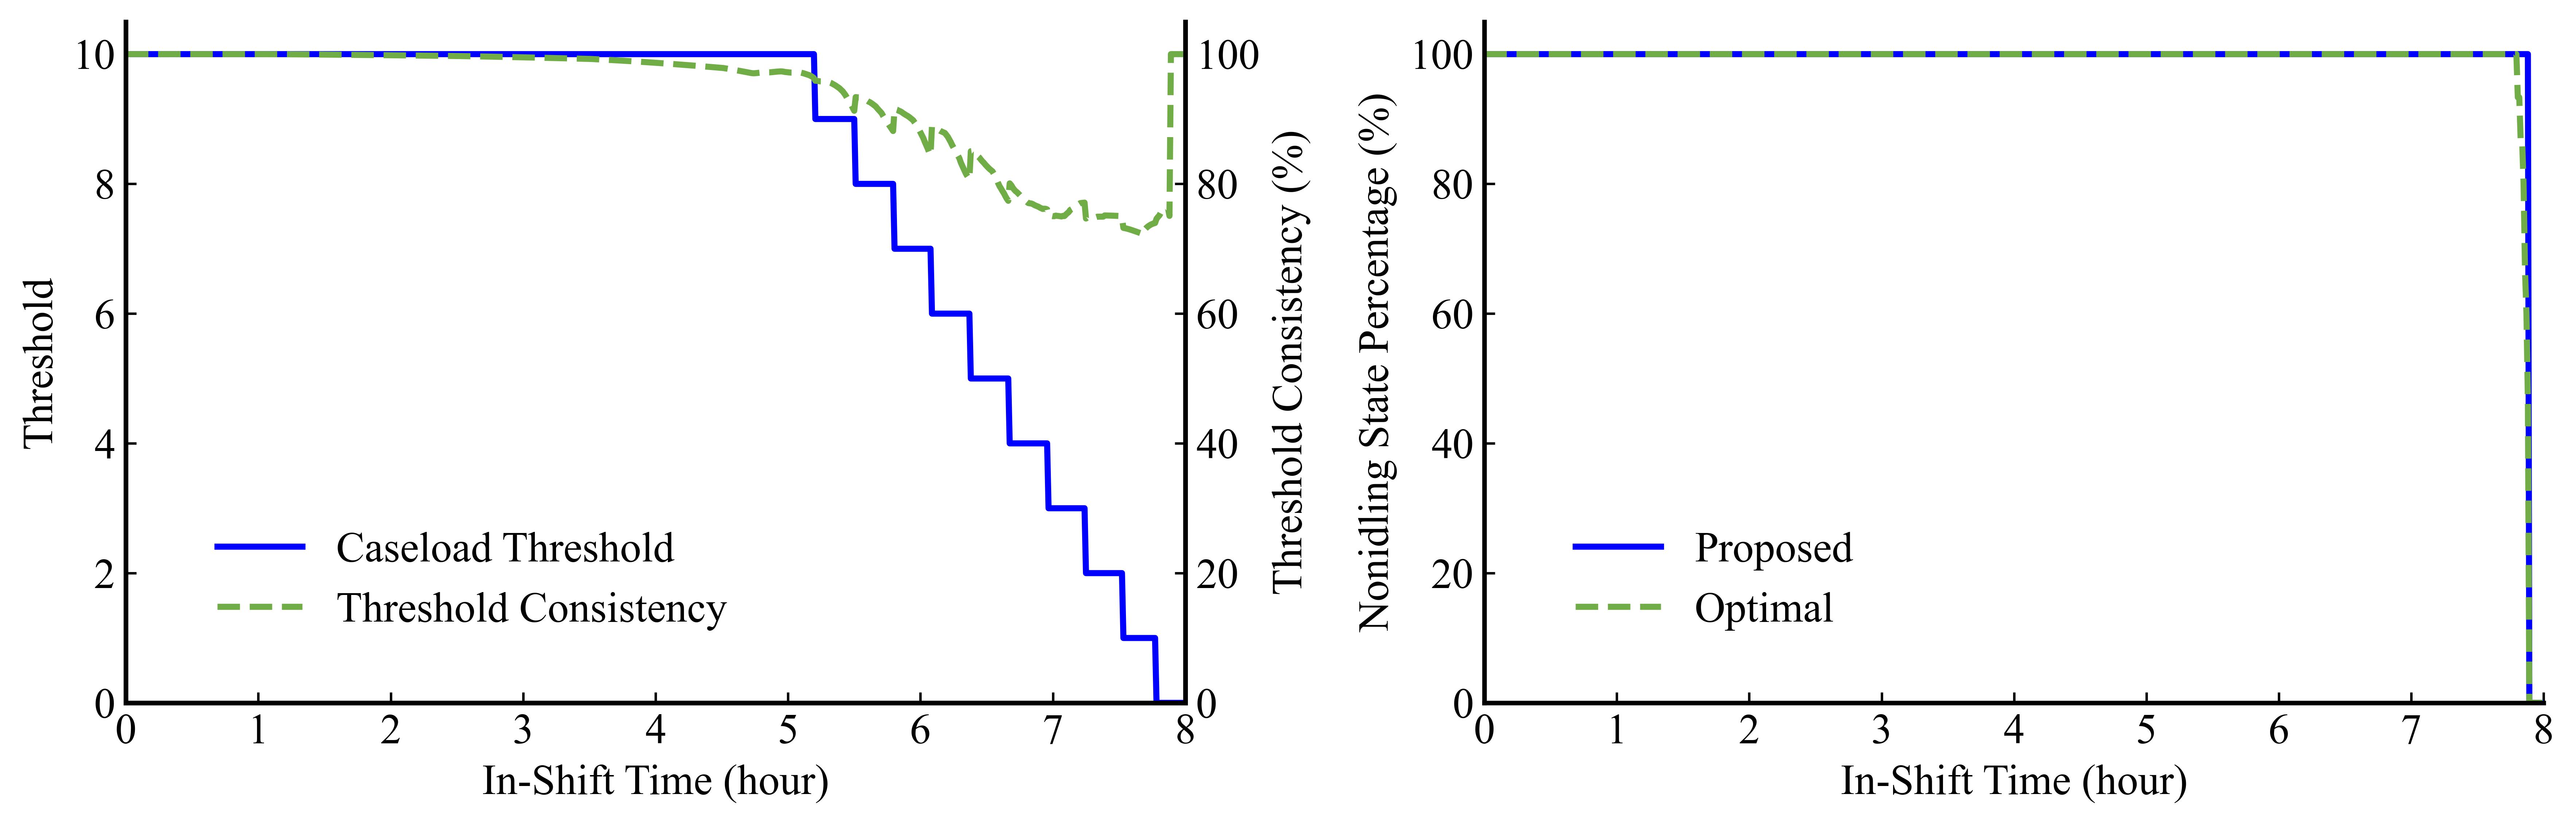 Threshold
10
8
6
4
2
0
0 1 2 3 4 5 6 7 8
In-Shift Time (hour)
Caseload Threshold
Threshold Consistency
100
80
60
40
20
0
Threshold Consistency (%)
Nonidling State Percentage (%)
100
80
60
40
20
0
0 1 2 3 4 5 6 7 8
In-Shift Time (hour)
Proposed
Optimal